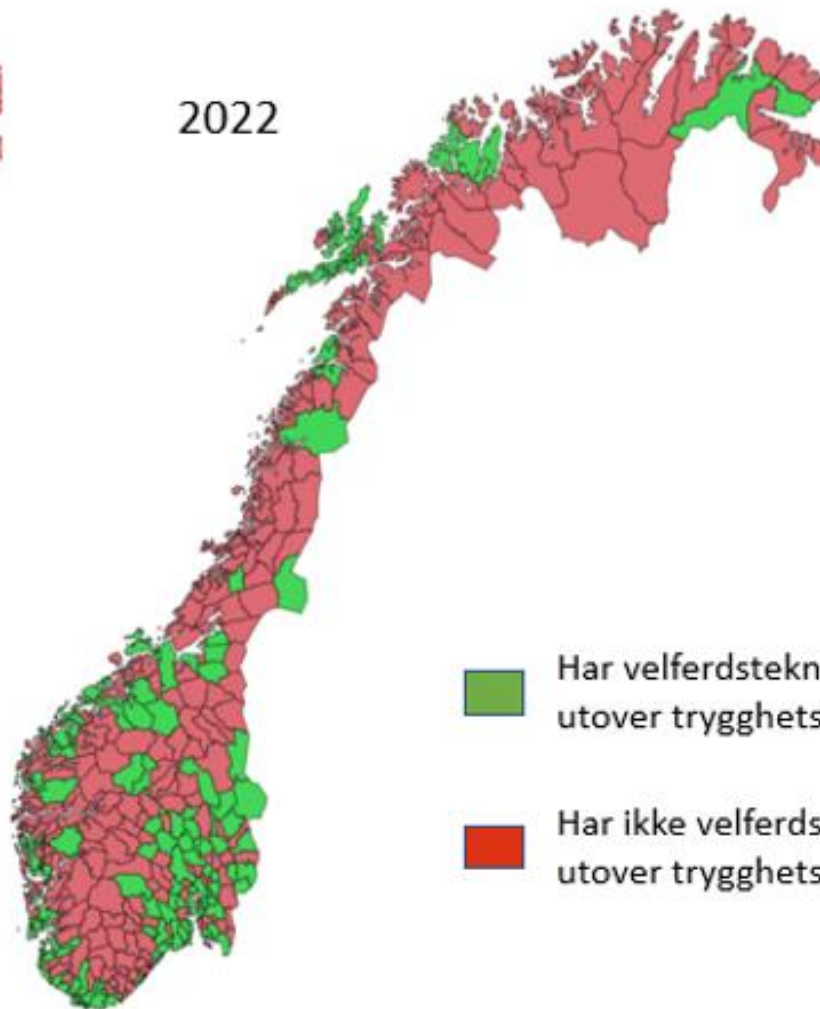 2022
Har velferdstekn
utover trygghets
Har ikke velferds
utover trygghets